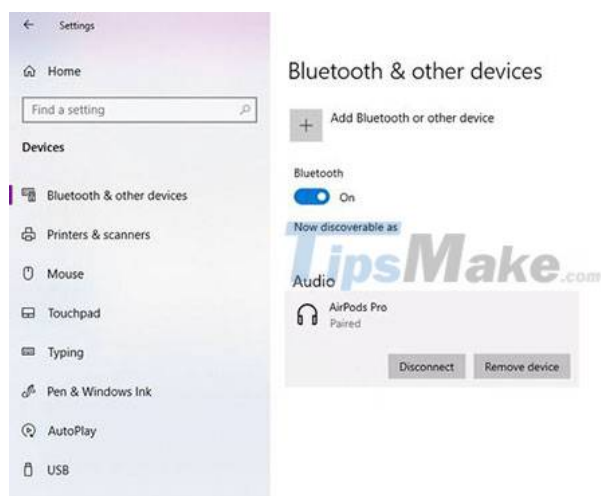 Settings
Home
Find a setting
Devices
Bluetooth & other devices
Printers & scanners
Mouse
Touchpad
Typing
Pen & Windows Ink
AutoPlay
USB
Bluetooth & other devices
Add Bluetooth or other device
Bluetooth
On
Now discoverable as
TipsMake.com
Audio
AirPods Pro
Paired
Disconnect Remove device